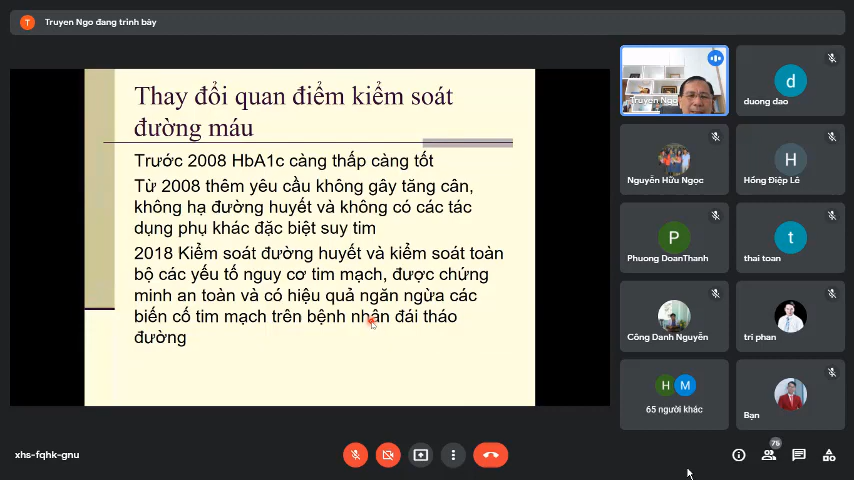 T
Truyen Ngo đang trình bày
Thay đổi quan điểm kiểm soát
đường máu
Trước 2008 HbA1c càng thấp càng tốt
Từ 2008 thêm yêu cầu không gây tăng cân,
không hạ đường huyết và không có các tác
dụng phụ khác đặc biệt suy tim
2018 Kiểm soát đường huyết và kiểm soát toàn
bộ các yếu tố nguy cơ tim mạch, được chứng
minh an toàn và có hiệu quả ngăn ngừa các
biến cố tim mạch trên bệnh nhân đái tháo
đường
Truyen Ngo
d
duong dao
Nguyễn Hữu Ngọc
H
Hồng Điệp Lê
P
Phuong DoanThanh
t
thai toan
Công Danh Nguyễn
tri phan
H M
65 người khác
Bạn
xhs-fqhk-gnu
75